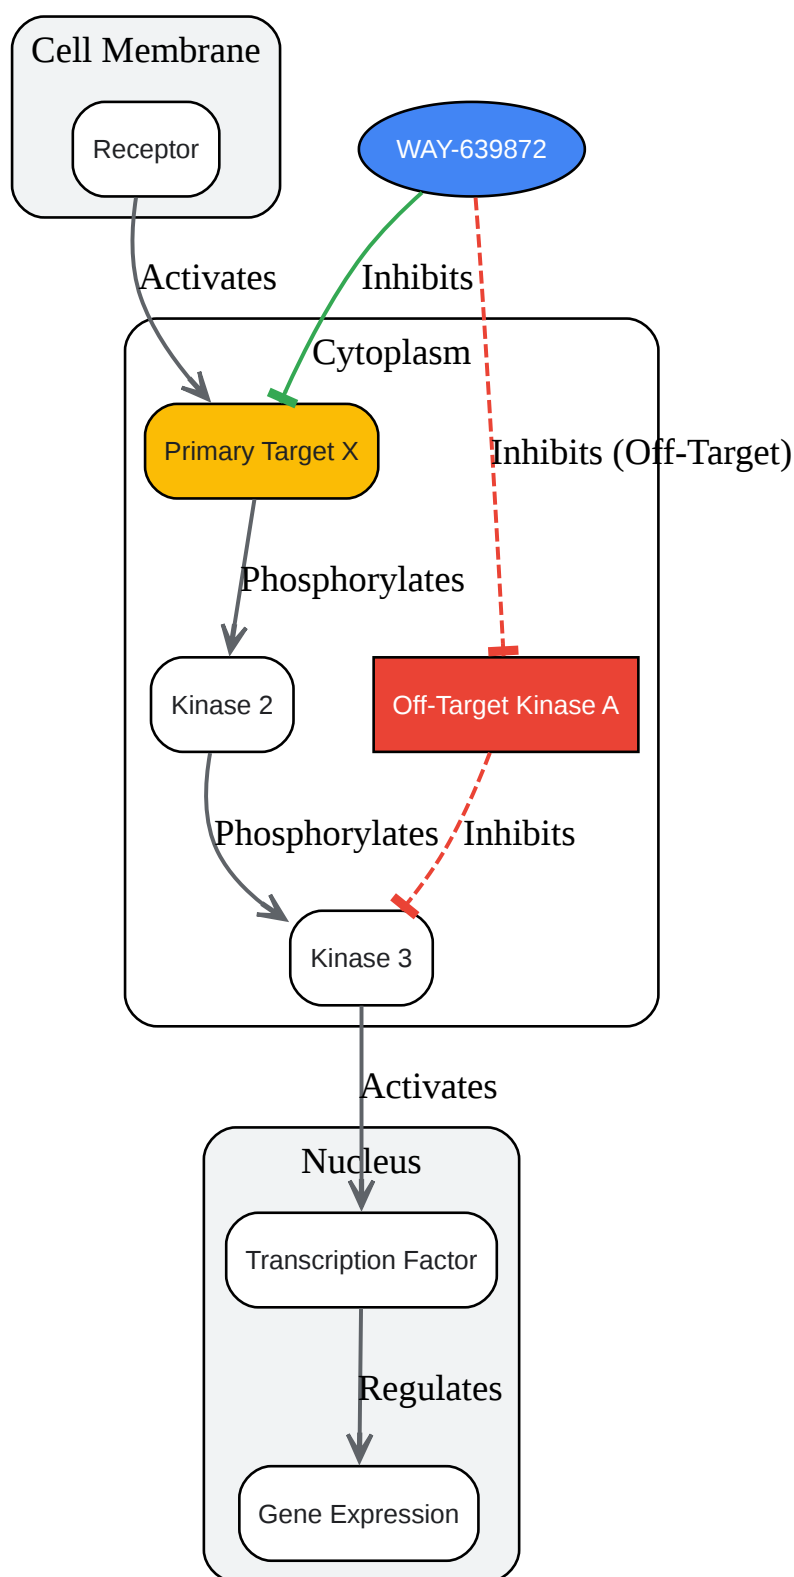 Cell Membrane
Receptor
WAY-639872
Activates
Inhibits
Cytoplasm
Primary Target X
Inhibits (Off-Target)
Phosphorylates
Kinase 2
Off-Target Kinase A
Phosphorylates
Inhibits
Kinase 3
Activates
Nucleus
Transcription Factor
Regulates
Gene Expression